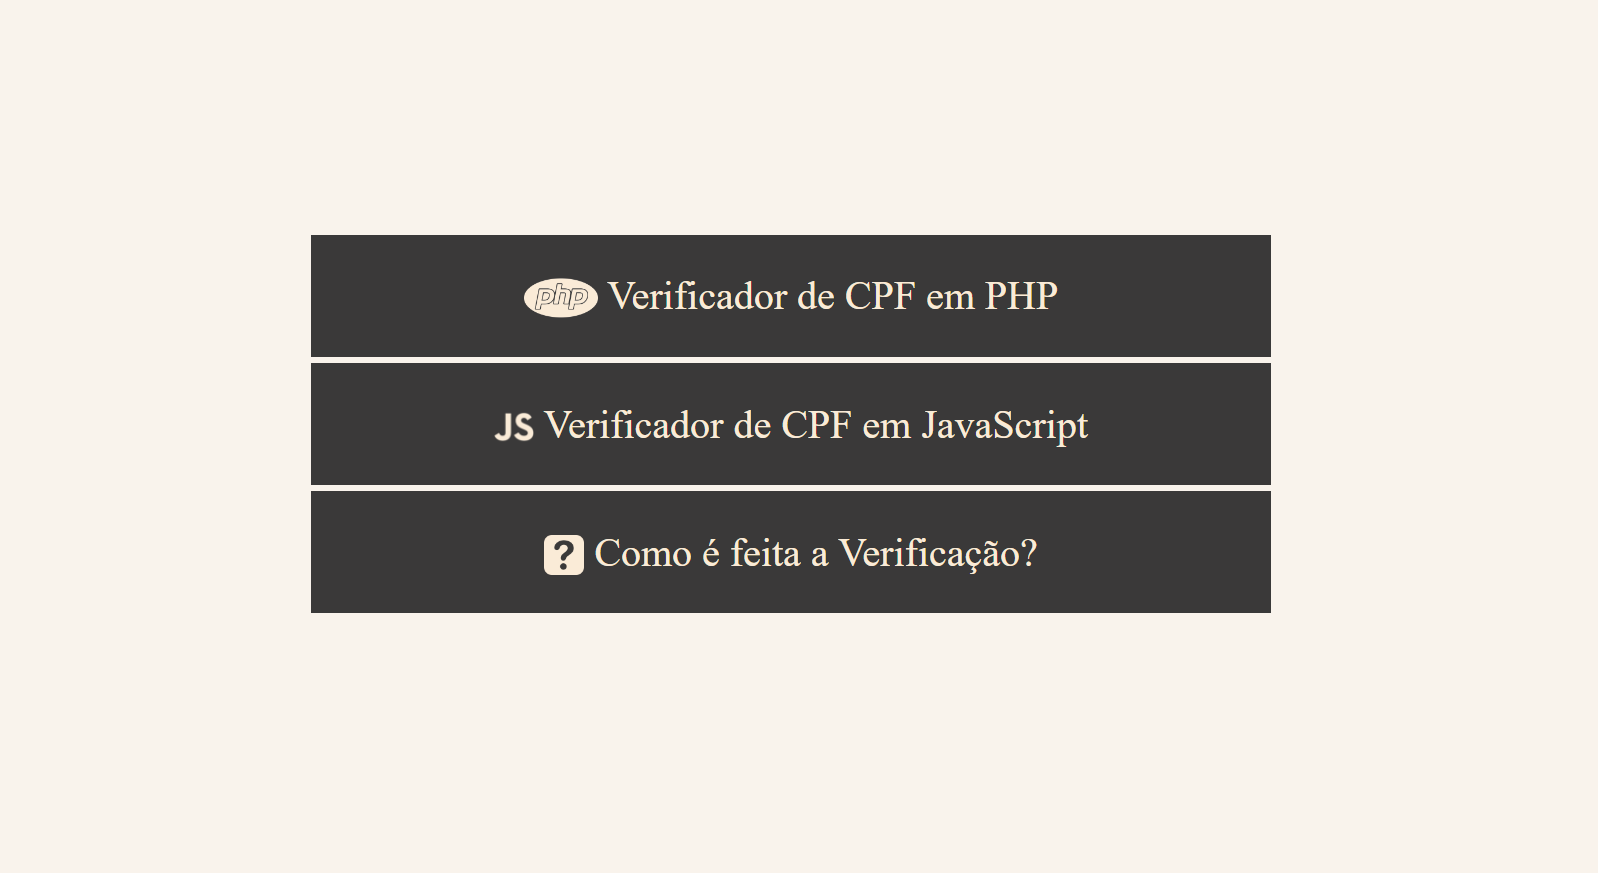 php Verificador de CPF em PHP
JS Verificador de CPF em JavaScript
? Como é feita a Verificação?